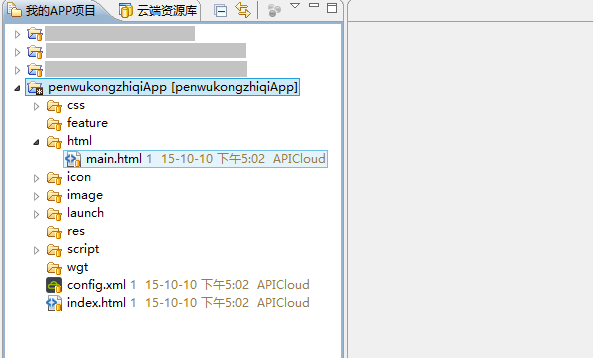 我的APP项目 云端资源库
penwukongzhiqiApp [penwukongzhiqiApp]
css
feature
html
main.html 1 15-10-10 下午5:02 APICloud
icon
image
launch
res
script
wgt
config.xml 1 15-10-10 下午5:02 APICloud
index.html 1 15-10-10 下午5:02 APICloud